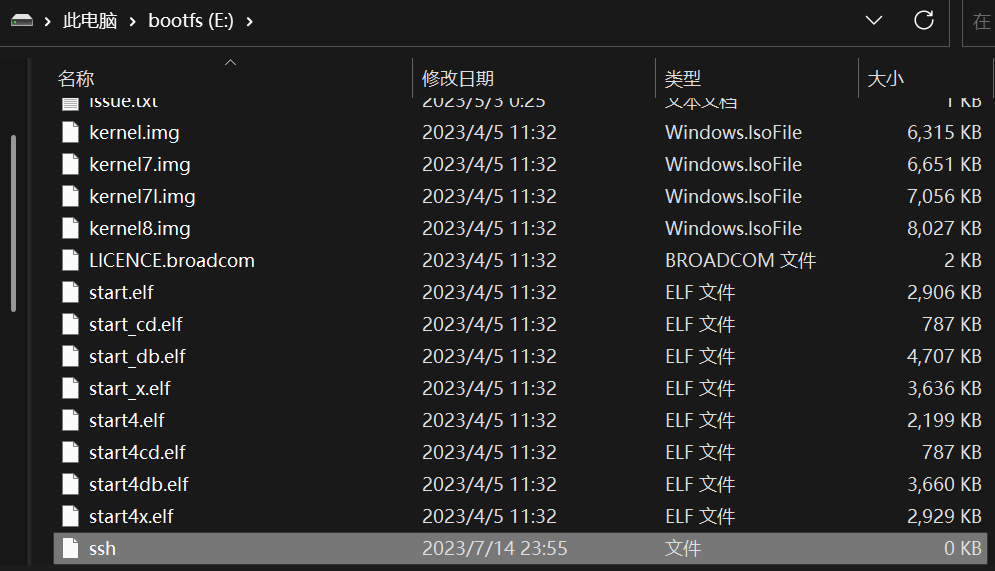 此电脑 > bootfs (E:) >
在
名称 修改日期 类型 大小
issue.txt 2023/5/3 0:25 文本文档 1 KB
kernel.img 2023/4/5 11:32 Windows.IsoFile 6,315 KB
kernel7.img 2023/4/5 11:32 Windows.IsoFile 6,651 KB
kernel7l.img 2023/4/5 11:32 Windows.IsoFile 7,056 KB
kernel8.img 2023/4/5 11:32 Windows.IsoFile 8,027 KB
LICENCE.broadcom 2023/4/5 11:32 BROADCOM 文件 2 KB
start.elf 2023/4/5 11:32 ELF 文件 2,906 KB
start_cd.elf 2023/4/5 11:32 ELF 文件 787 KB
start_db.elf 2023/4/5 11:32 ELF 文件 4,707 KB
start_x.elf 2023/4/5 11:32 ELF 文件 3,636 KB
start4.elf 2023/4/5 11:32 ELF 文件 2,199 KB
start4cd.elf 2023/4/5 11:32 ELF 文件 787 KB
start4db.elf 2023/4/5 11:32 ELF 文件 3,660 KB
start4x.elf 2023/4/5 11:32 ELF 文件 2,929 KB
ssh 2023/7/14 23:55 文件 0 KB